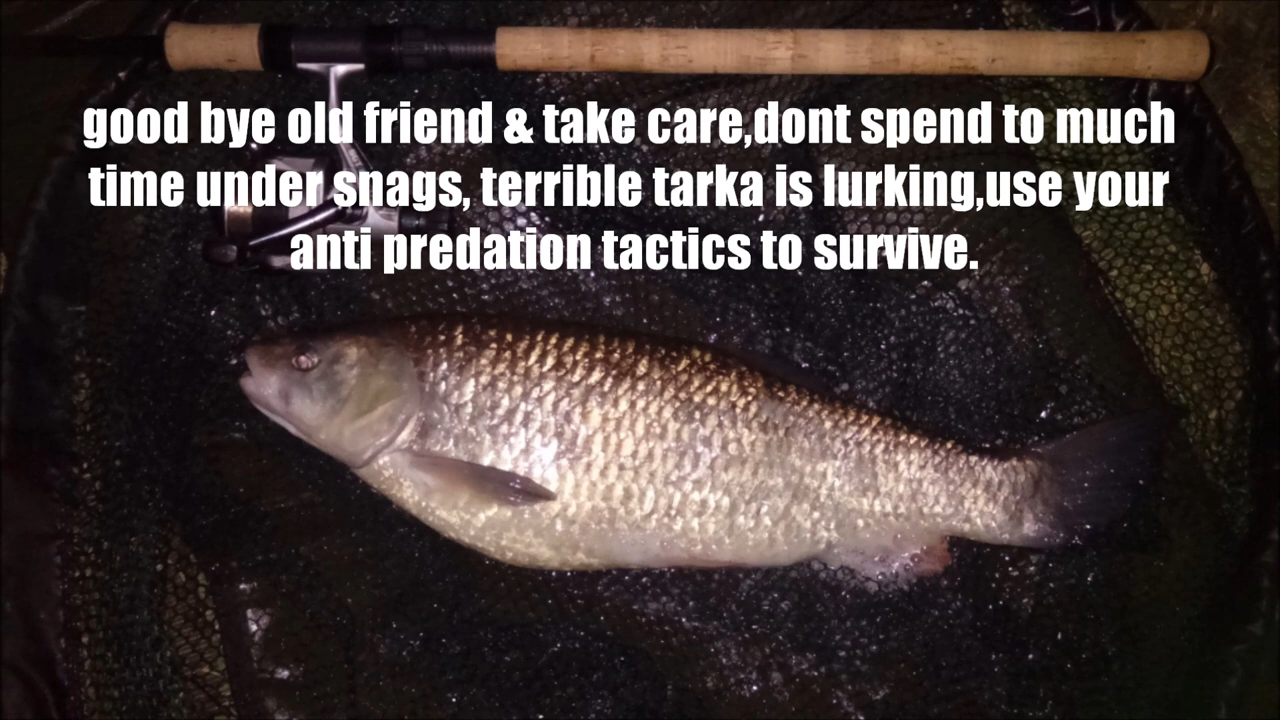 good bye old friend & take care,dont spend to much
time under snags, terrible tarka is lurking,use your
anti predation tactics to survive.